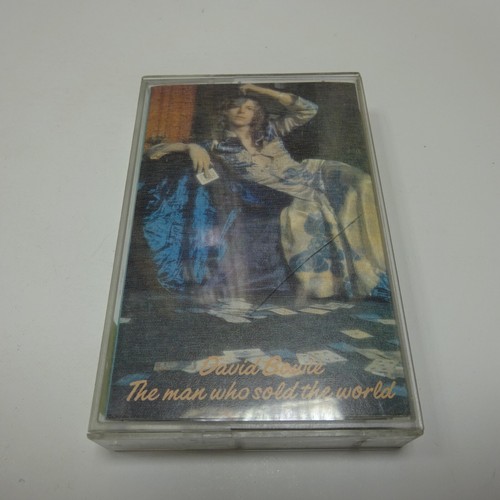 David Bowie
The man who sold the world